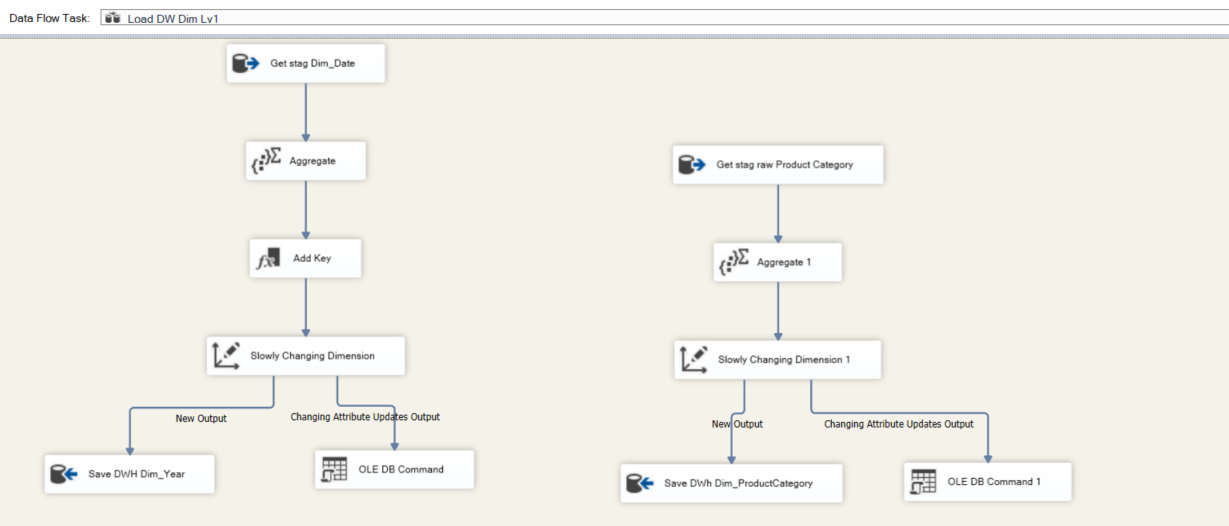 Data Flow Task: Load DW Dim Lv1
Get stag Dim_Date
Aggregate
Add Key
Slowly Changing Dimension
New Output
Changing Attribute Updates Output
Save DWH Dim_Year
OLE DB Command
Get stag raw Product Category
Aggregate 1
Slowly Changing Dimension 1
New Output
Changing Attribute Updates Output
Save DWh Dim_ProductCategory
OLE DB Command 1